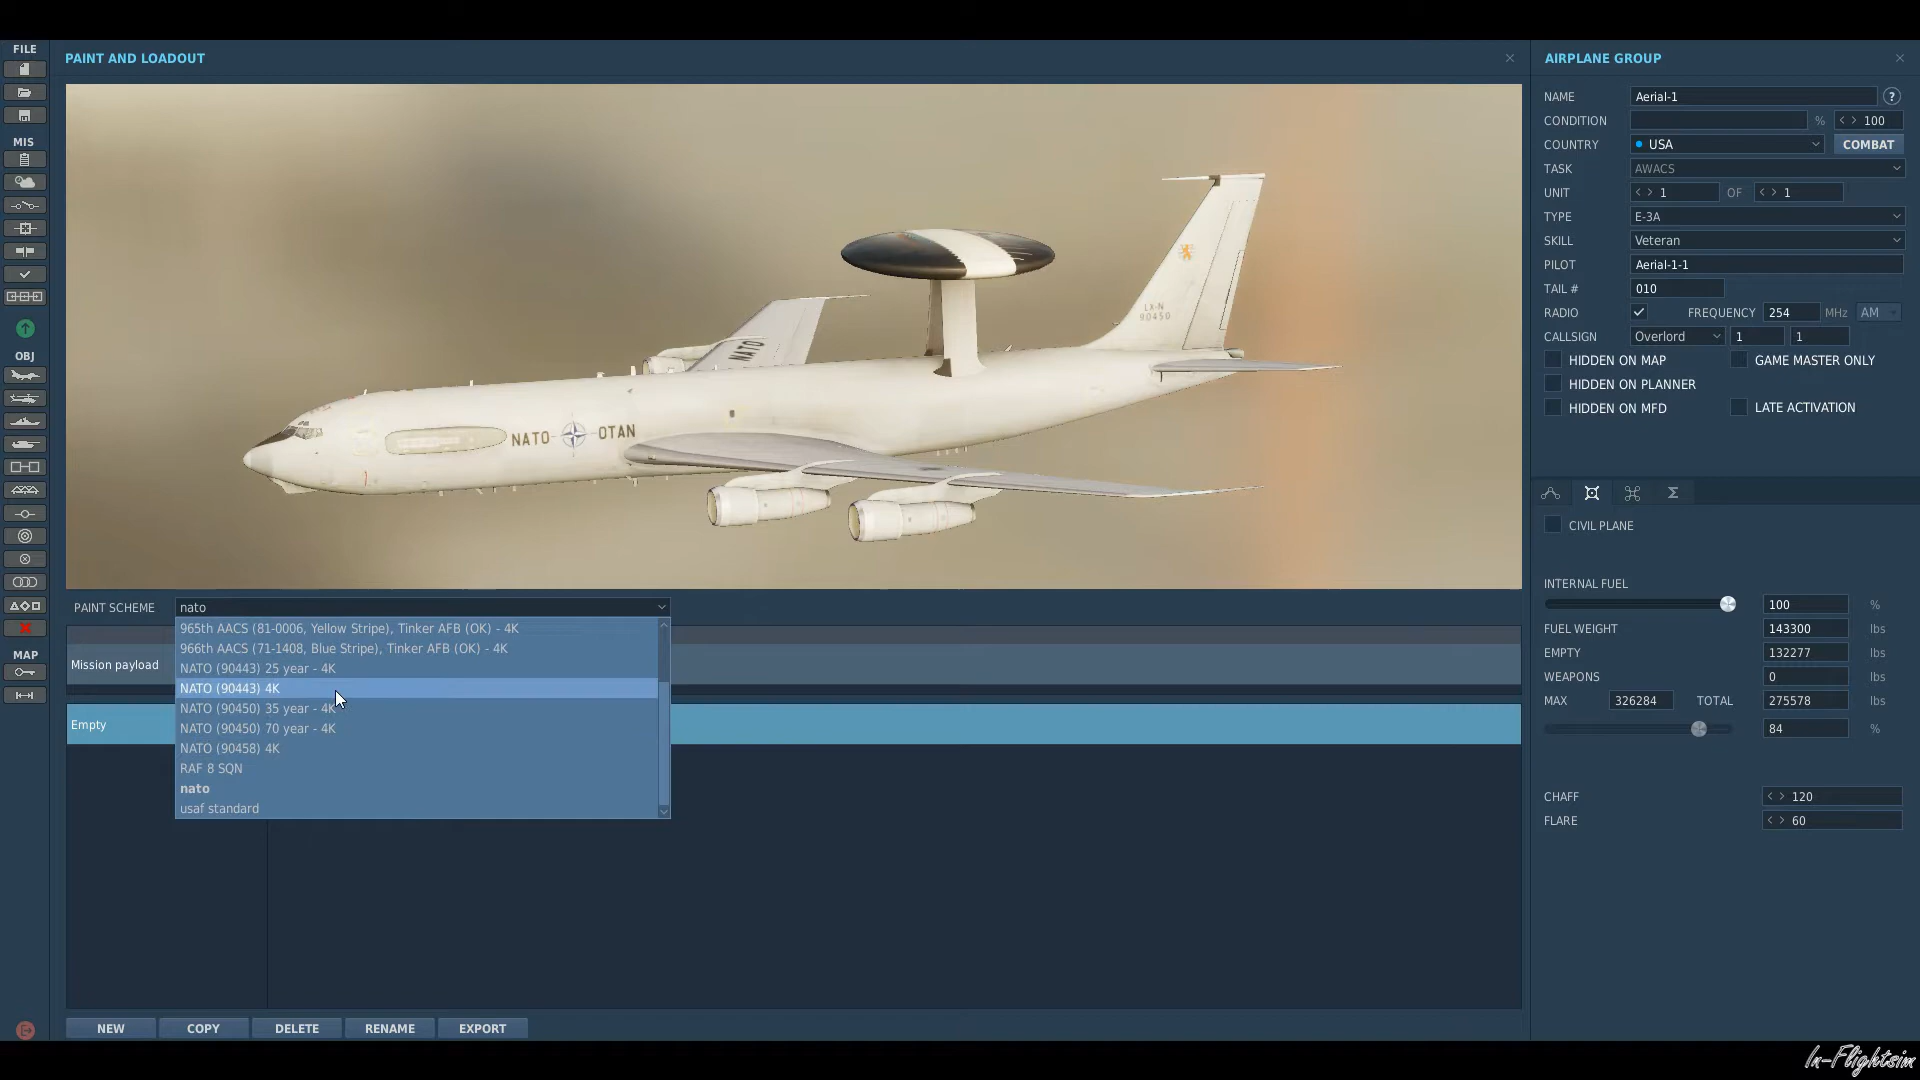 FILE
MIS
OBJ
MAP
PAINT AND LOADOUT
NATO
NATO OTAN
LX-N
90450
PAINT SCHEME nato
965th AACS (81-0006, Yellow Stripe), Tinker AFB (OK) - 4K
966th AACS (71-1408, Blue Stripe), Tinker AFB (OK) - 4K
NATO (90443) 25 year - 4K
NATO (90443) 4K
NATO (90450) 35 year - 4K
NATO (90450) 70 year - 4K
NATO (90458) 4K
RAF 8 SQN
nato
usaf standard
Mission payload
Empty
NEW COPY DELETE RENAME EXPORT
AIRPLANE GROUP
NAME Aerial-1 ?
CONDITION % < > 100
COUNTRY USA COMBAT
TASK AWACS
UNIT < > 1 OF < > 1
TYPE E-3A
SKILL Veteran
PILOT Aerial-1-1
TAIL # 010
RADIO FREQUENCY 254 MHz AM
CALLSIGN Overlord 1 1
HIDDEN ON MAP GAME MASTER ONLY
HIDDEN ON PLANNER
HIDDEN ON MFD LATE ACTIVATION
Σ
CIVIL PLANE
INTERNAL FUEL
100 %
FUEL WEIGHT 143300 lbs
EMPTY 132277 lbs
WEAPONS 0 lbs
MAX 326284 TOTAL 275578 lbs
84 %
CHAFF < > 120
FLARE < > 60
In-Flightsim